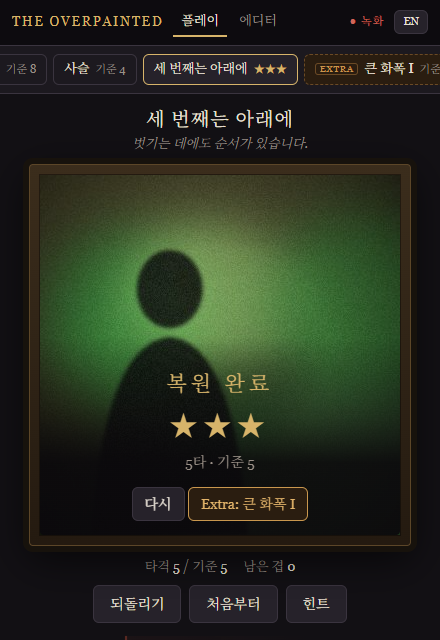 THE OVERPAINTED 플레이 에디터 녹화 EN
기준 8 사슬 기준 4 세 번째는 아래에 ★★★ EXTRA 큰 화폭 I 기준
세 번째는 아래에
벗기는 데에도 순서가 있습니다.
복원 완료
★★★
5타 · 기준 5
다시 Extra: 큰 화폭 I
타격 5 / 기준 5 남은 겹 0
되돌리기 처음부터 힌트